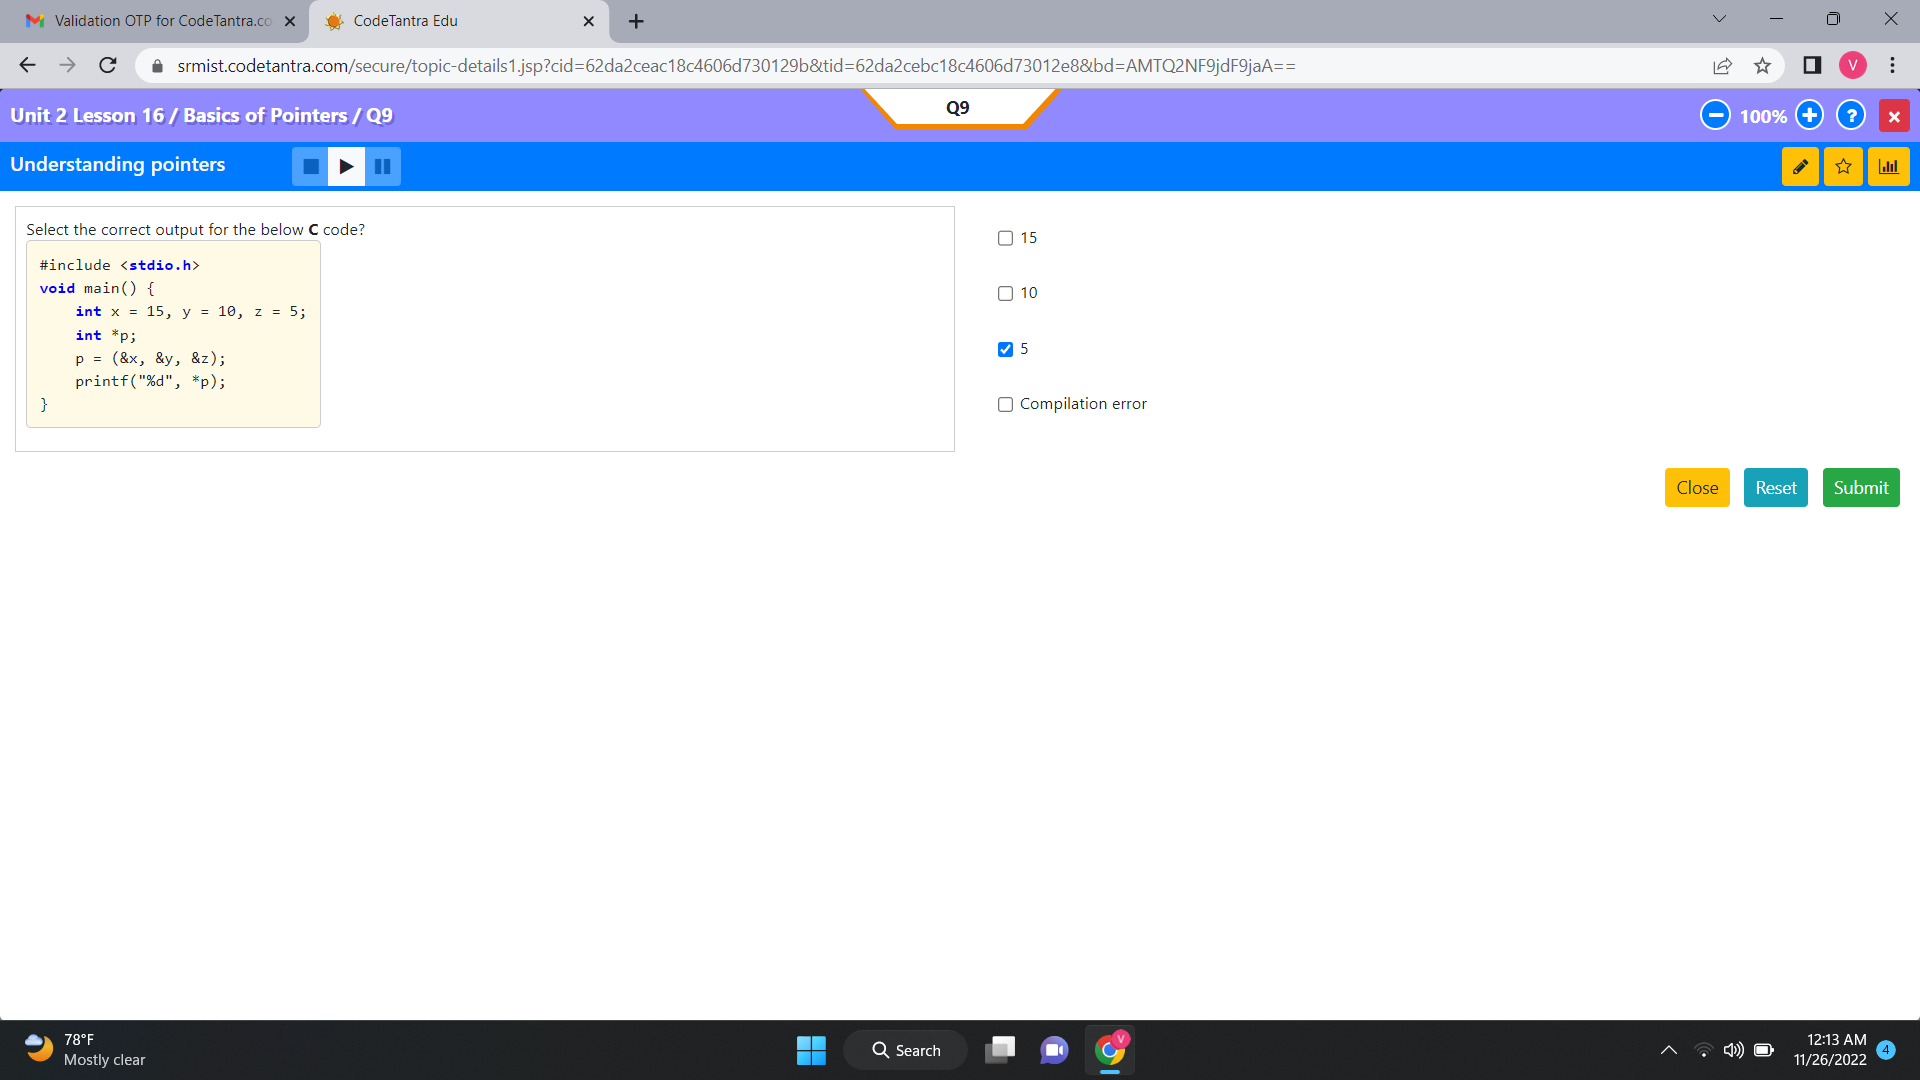 Validation OTP for CodeTantra.co
CodeTantra Edu
srmist.codetantra.com/secure/topic-details1.jsp?cid=62da2ceac18c4606d730129b&tid=62da2cebc18c4606d73012e8&bd=AMTQ2NF9jdF9jaA==
V
Unit 2 Lesson 16 / Basics of Pointers / Q9
Q9
100%
?
Understanding pointers
Select the correct output for the below C code?
#include <stdio.h>
void main() {
    int x = 15, y = 10, z = 5;
    int *p;
    p = (&x, &y, &z);
    printf("%d", *p);
}
15
10
5
Compilation error
Close
Reset
Submit
78°F
Mostly clear
Search
V
12:13 AM
11/26/2022
4